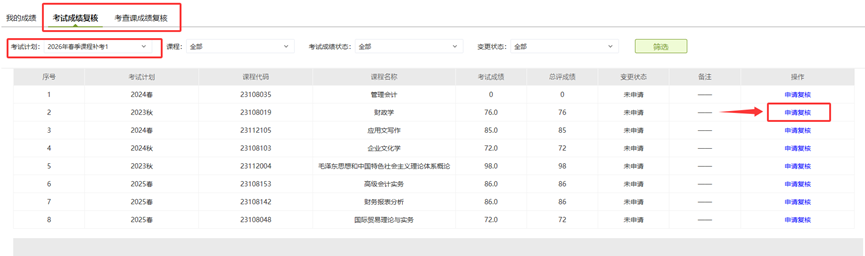 我的成绩 考试成绩复核 考查课成绩复核
考试计划： 2026年春季课程补考1 课程： 全部 考试成绩状态： 全部 变更状态： 全部 筛选
序号 考试计划 课程代码 课程名称 考试成绩 总评成绩 变更状态 备注 操作
1 2024春 23108035 管理会计 0 0 未申请 —— 申请复核
2 2023秋 23108019 财政学 76.0 76 未申请 —— 申请复核
3 2024春 23112105 应用文写作 85.0 85 未申请 —— 申请复核
4 2024秋 23108103 企业文化学 72.0 72 未申请 —— 申请复核
5 2023秋 23112004 毛泽东思想和中国特色社会主义理论体系概论 98.0 98 未申请 —— 申请复核
6 2025春 23108153 高级会计实务 86.0 86 未申请 —— 申请复核
7 2025春 23108142 财务报表分析 86.0 86 未申请 —— 申请复核
8 2025春 23108048 国际贸易理论与实务 72.0 72 未申请 —— 申请复核